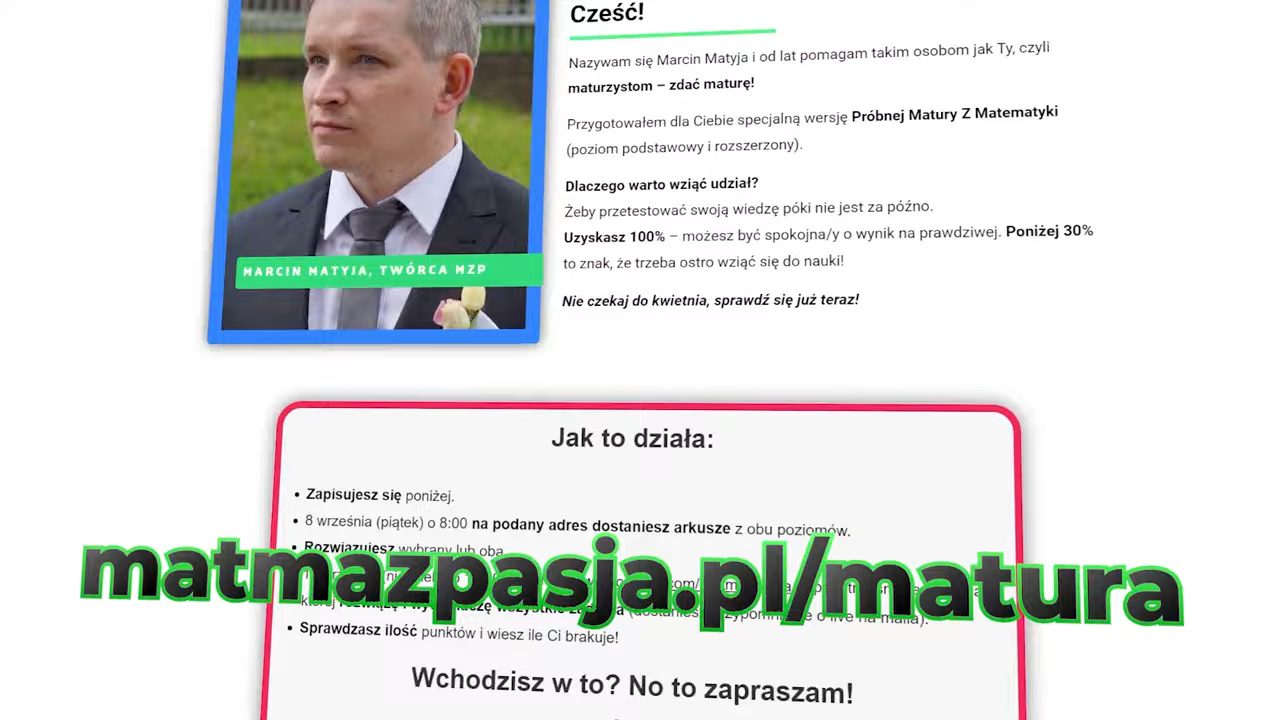 Cześć!
Nazywam się Marcin Matyja i od lat pomagam takim osobom jak Ty, czyli
maturzystom – zdać maturę!
Przygotowałem dla Ciebie specjalną wersję Próbnej Matury Z Matematyki
(poziom podstawowy i rozszerzony).
Dlaczego warto wziąć udział?
Żeby przetestować swoją wiedzę póki nie jest za późno.
Uzyskasz 100% – możesz być spokojna/y o wynik na prawdziwej. Poniżej 30%
to znak, że trzeba ostro wziąć się do nauki!
Nie czekaj do kwietnia, sprawdź się już teraz!
MARCIN MATYJA, TWÓRCA MZP
Jak to działa:
• Zapisujesz się poniżej.
• 8 września (piątek) o 8:00 na podany adres dostaniesz arkusze z obu poziomów.
• Rozwiązujesz wybrany lub oba
matmazpasja.pl/matura
• Sprawdzasz ilość punktów i wiesz ile Ci brakuje!
Wchodzisz w to? No to zapraszam!